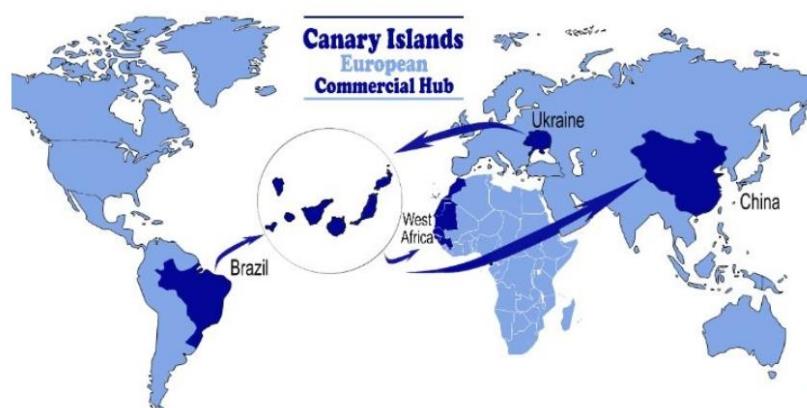 Canary Islands
European
Commercial Hub
Ukraine
China
West
Africa
Brazil